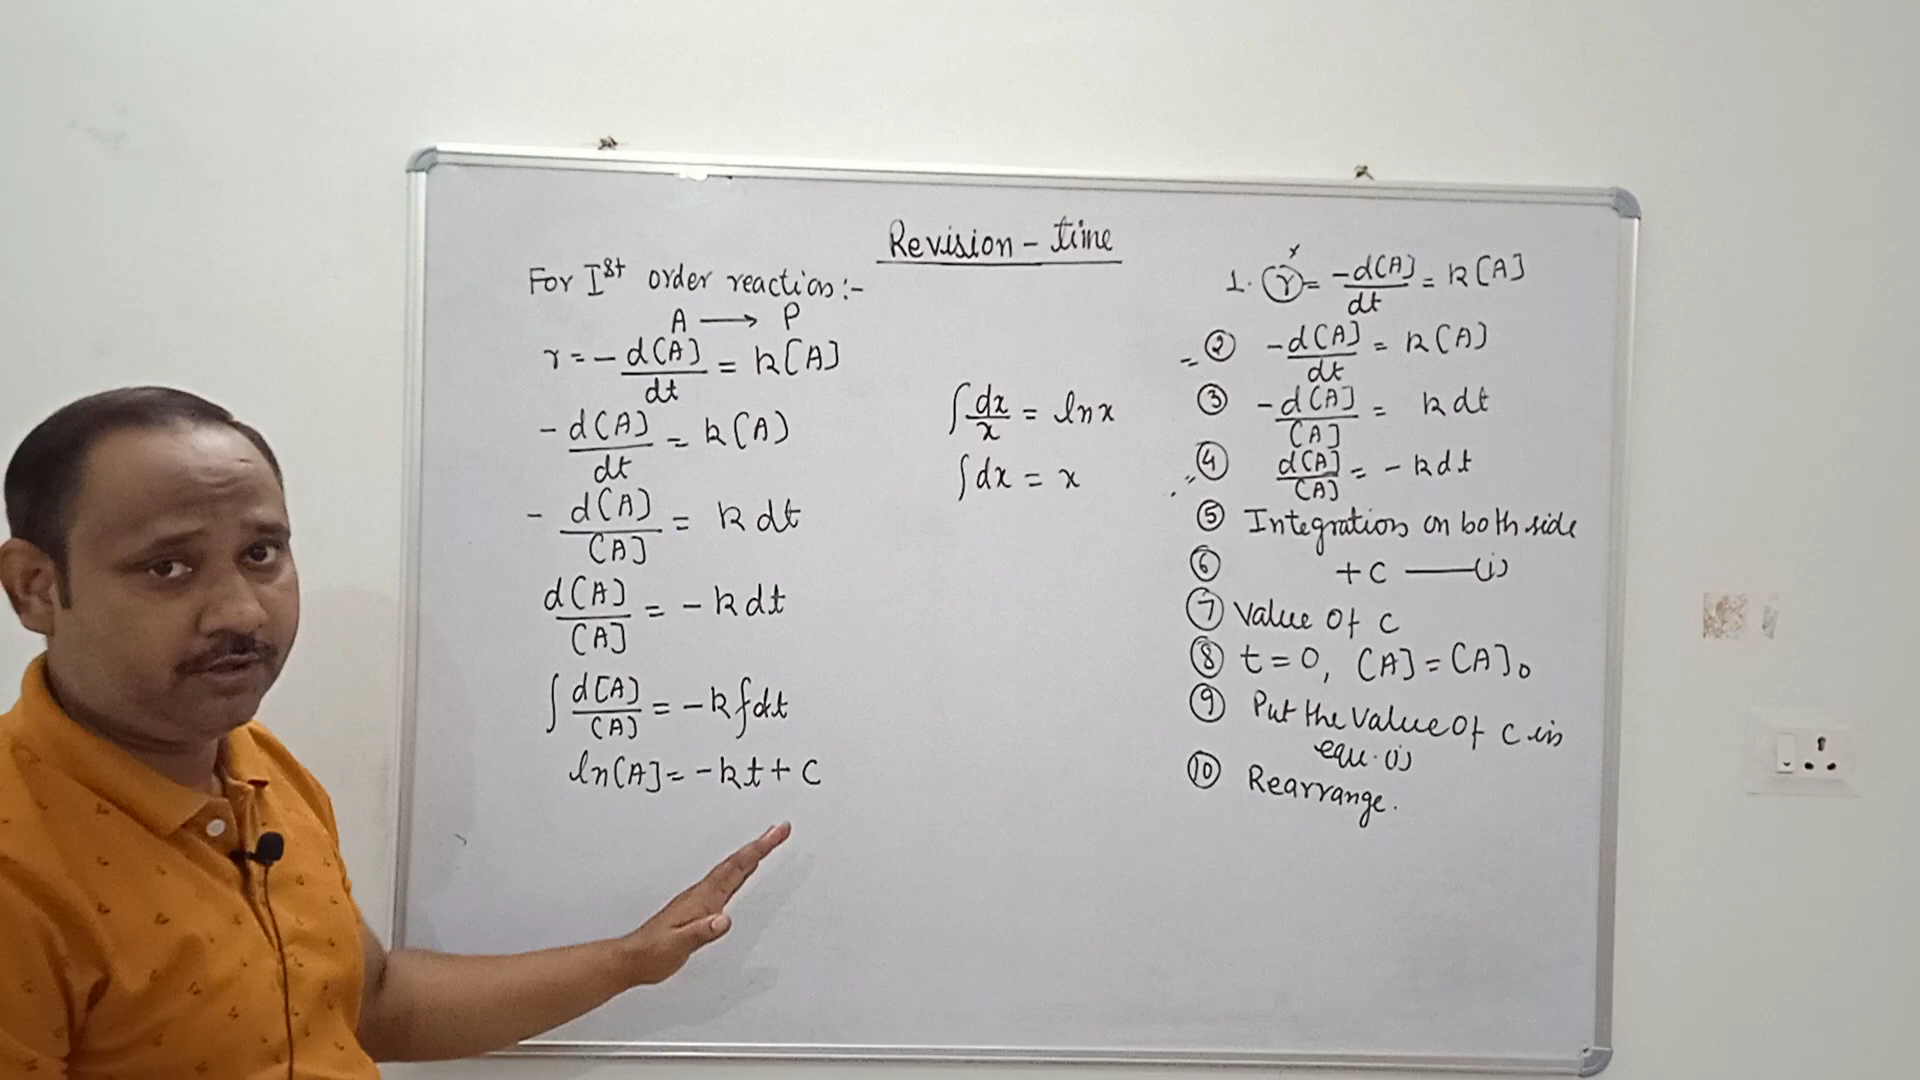 Revision - time
For Ist order reaction:-
A ⟶ P
r = - d[A]/dt = k[A]
- d[A]/dt = k[A]
- d[A]/[A] = k dt
d[A]/[A] = - k dt
∫ d[A]/[A] = - k ∫dt
ln[A] = - kt + C
∫ dx/x = ln x
∫ dx = x
1. r = - d[A]/dt = k[A]
② - d[A]/dt = k[A]
③ - d[A]/[A] = k dt
④ d[A]/[A] = - k dt
⑤ Integration on both side
⑥ + C —— (i)
⑦ Value of C
⑧ t = 0, [A] = [A]₀
⑨ Put the value of C in
equ. (i)
⑩ Rearrange.